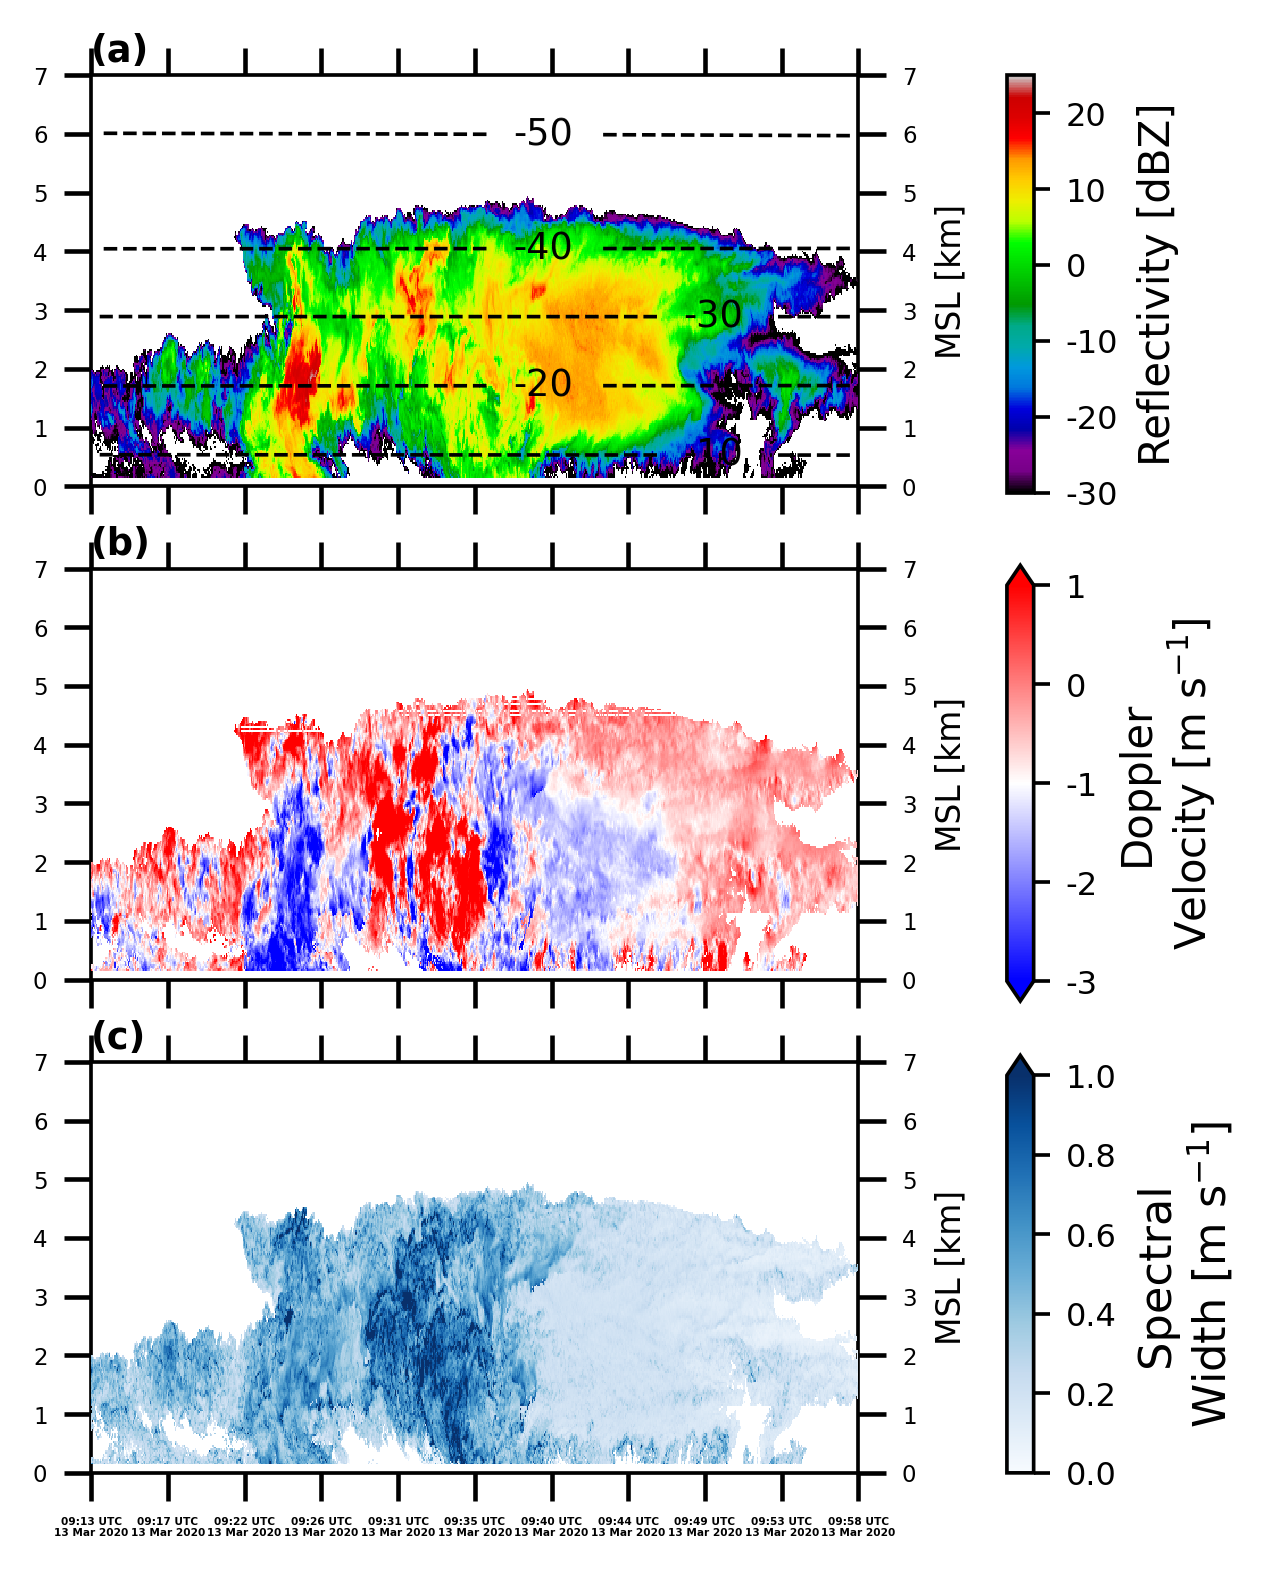 (a)
7
6
5
4
3
2
1
0
-50
-40
-30
-20
-10
7
6
5
4
3
2
1
0
MSL [km]
20
10
0
-10
-20
-30
Reflectivity [dBZ]
(b)
7
6
5
4
3
2
1
0
7
6
5
4
3
2
1
0
MSL [km]
1
0
-1
-2
-3
Doppler
Velocity [m s⁻¹]
(c)
7
6
5
4
3
2
1
0
7
6
5
4
3
2
1
0
MSL [km]
1.0
0.8
0.6
0.4
0.2
0.0
Spectral
Width [m s⁻¹]
09:13 UTC
13 Mar 2020
09:17 UTC
13 Mar 2020
09:22 UTC
13 Mar 2020
09:26 UTC
13 Mar 2020
09:31 UTC
13 Mar 2020
09:35 UTC
13 Mar 2020
09:40 UTC
13 Mar 2020
09:44 UTC
13 Mar 2020
09:49 UTC
13 Mar 2020
09:53 UTC
13 Mar 2020
09:58 UTC
13 Mar 2020